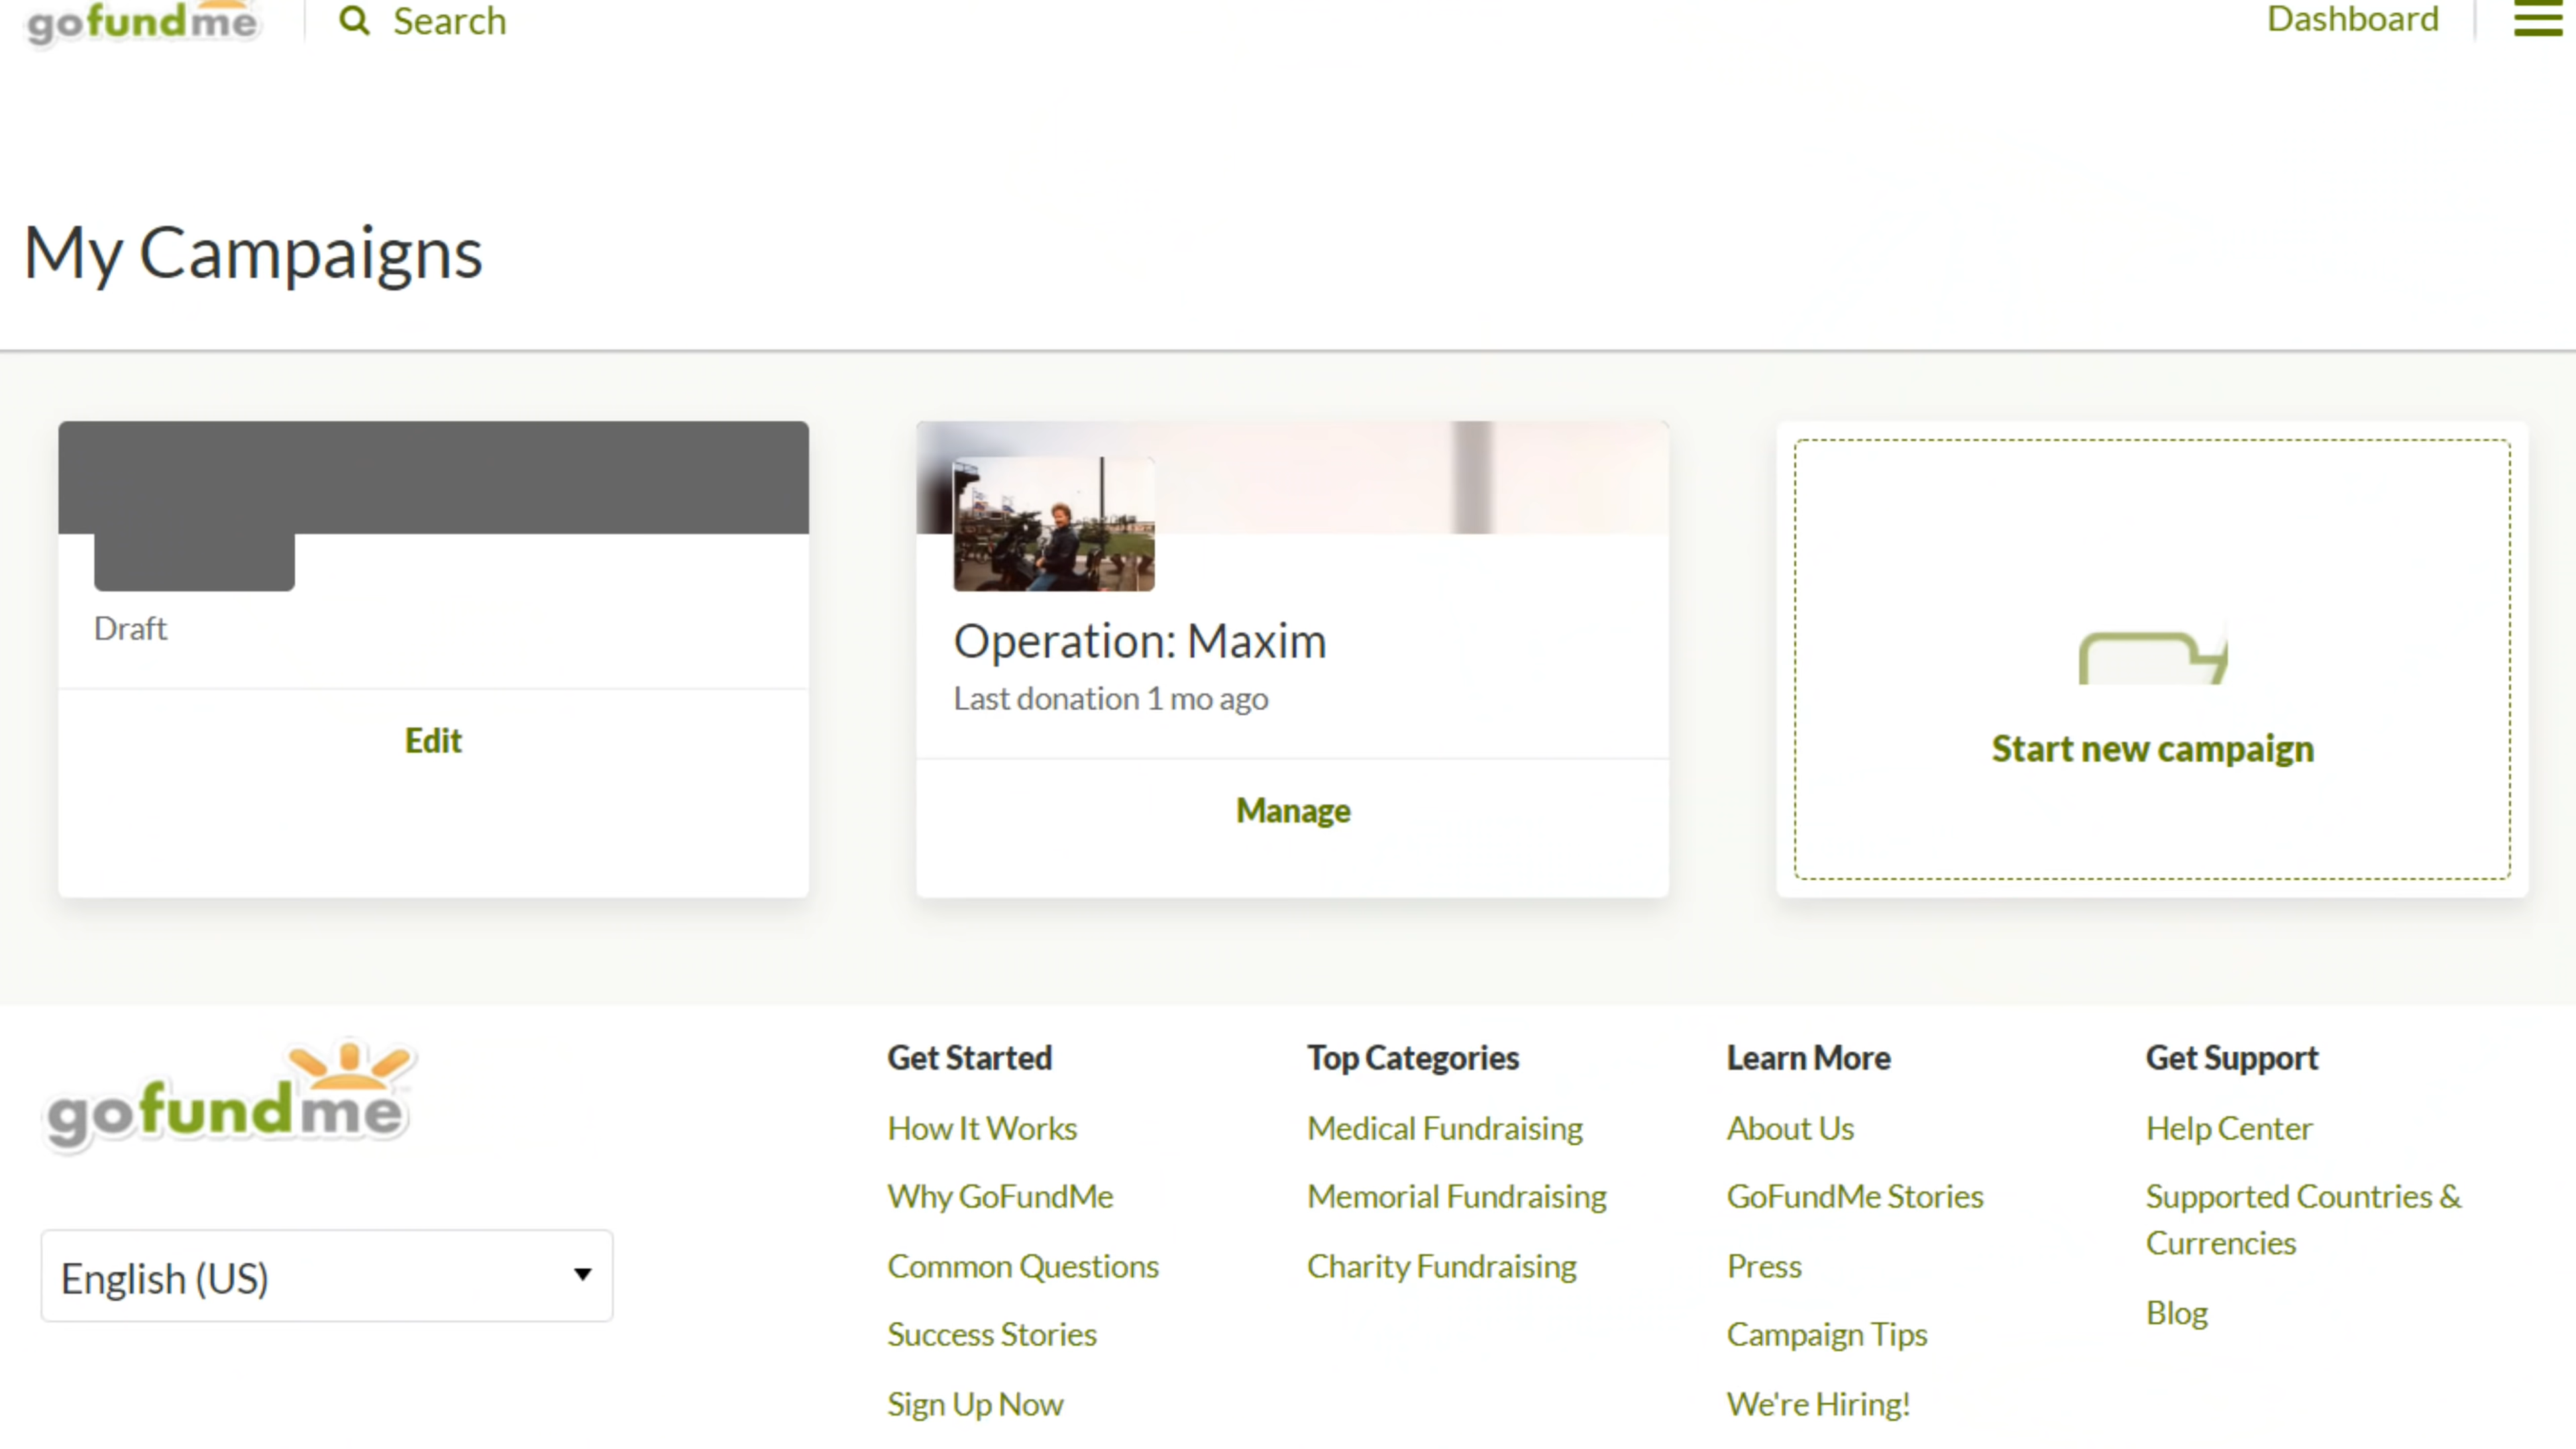 gofundme
Search
Dashboard
My Campaigns
Draft
Edit
Operation: Maxim
Last donation 1 mo ago
Manage
Start new campaign
gofundme
English (US)
Get Started
How It Works
Why GoFundMe
Common Questions
Success Stories
Sign Up Now
Top Categories
Medical Fundraising
Memorial Fundraising
Charity Fundraising
Learn More
About Us
GoFundMe Stories
Press
Campaign Tips
We're Hiring!
Get Support
Help Center
Supported Countries &
Currencies
Blog